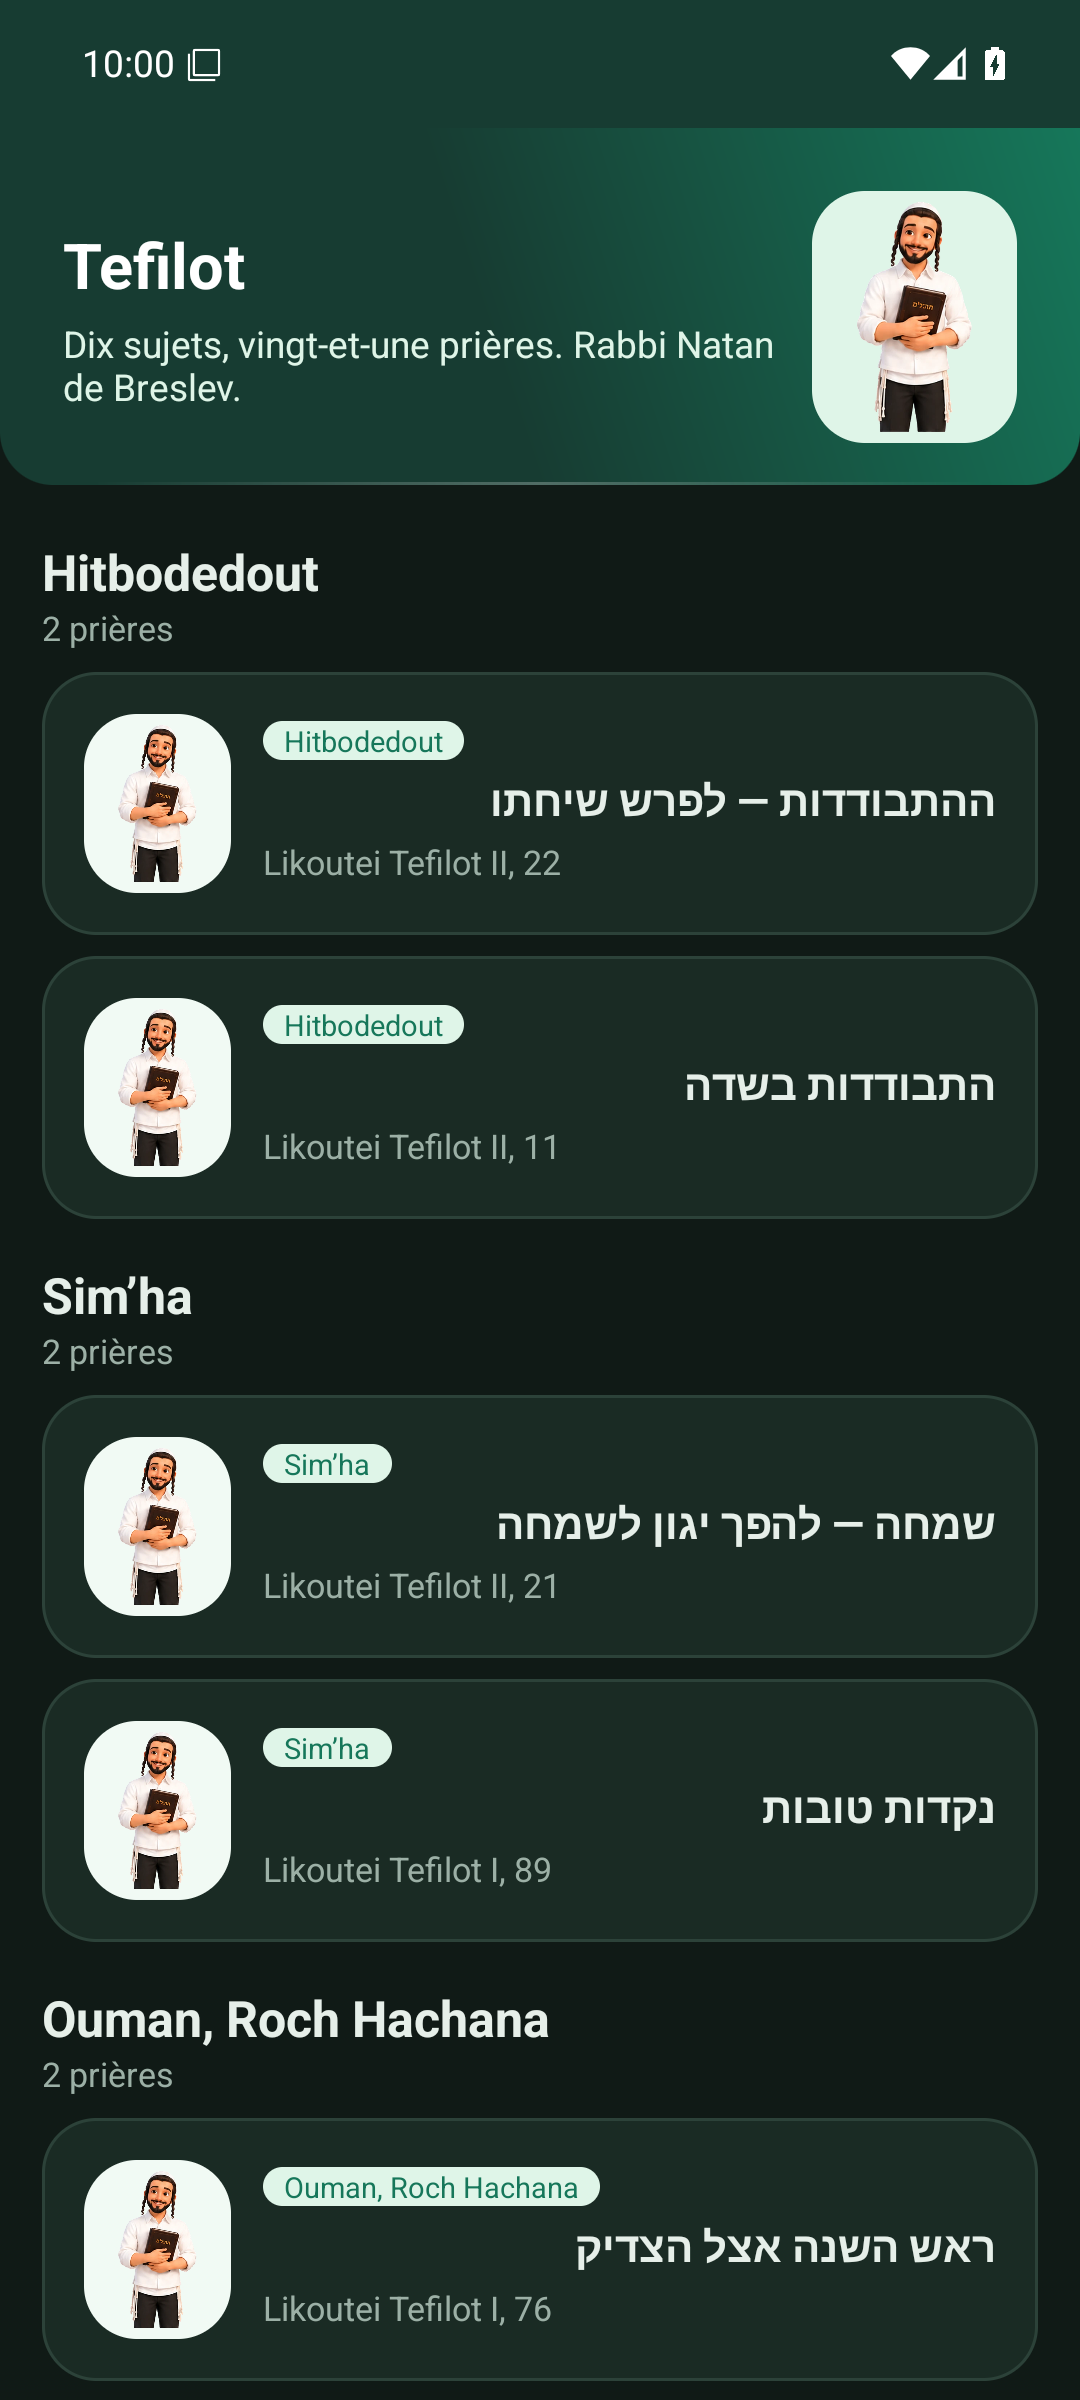 10:00
Tefilot
Dix sujets, vingt-et-une prières. Rabbi Natan
de Breslev.
Hitbodedout
2 prières
Hitbodedout
ההתבודדות – לפרש שיחתו
Likoutei Tefilot II, 22
Hitbodedout
התבודדות בשדה
Likoutei Tefilot II, 11
Sim’ha
2 prières
Sim’ha
שמחה – להפך יגון לשמחה
Likoutei Tefilot II, 21
Sim’ha
נקדות טובות
Likoutei Tefilot I, 89
Ouman, Roch Hachana
2 prières
Ouman, Roch Hachana
ראש השנה אצל הצדיק
Likoutei Tefilot I, 76